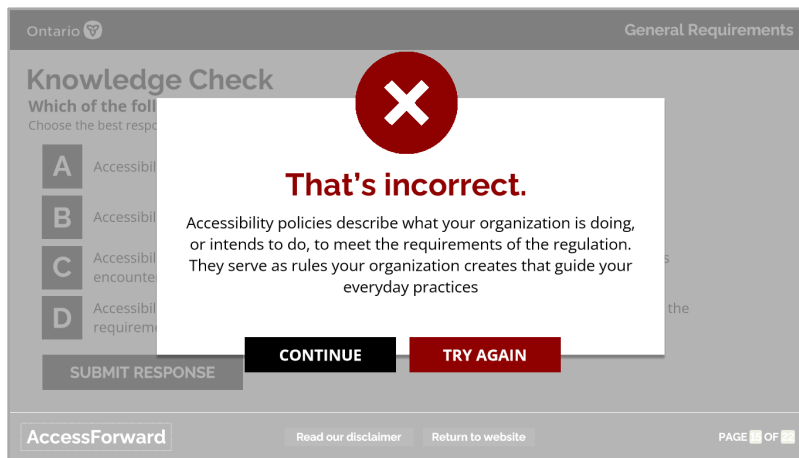 Ontario
General Requirements
Knowledge Check
Which of the foll
Choose the best respo
A Accessibil
B Accessibil
C Accessibil s
encounte
D Accessibil the
requireme
That's incorrect.
Accessibility policies describe what your organization is doing,
or intends to do, to meet the requirements of the regulation.
They serve as rules your organization creates that guide your
everyday practices
CONTINUE TRY AGAIN
SUBMIT RESPONSE
AccessForward Read our disclaimer Return to website PAGE 15 OF 22